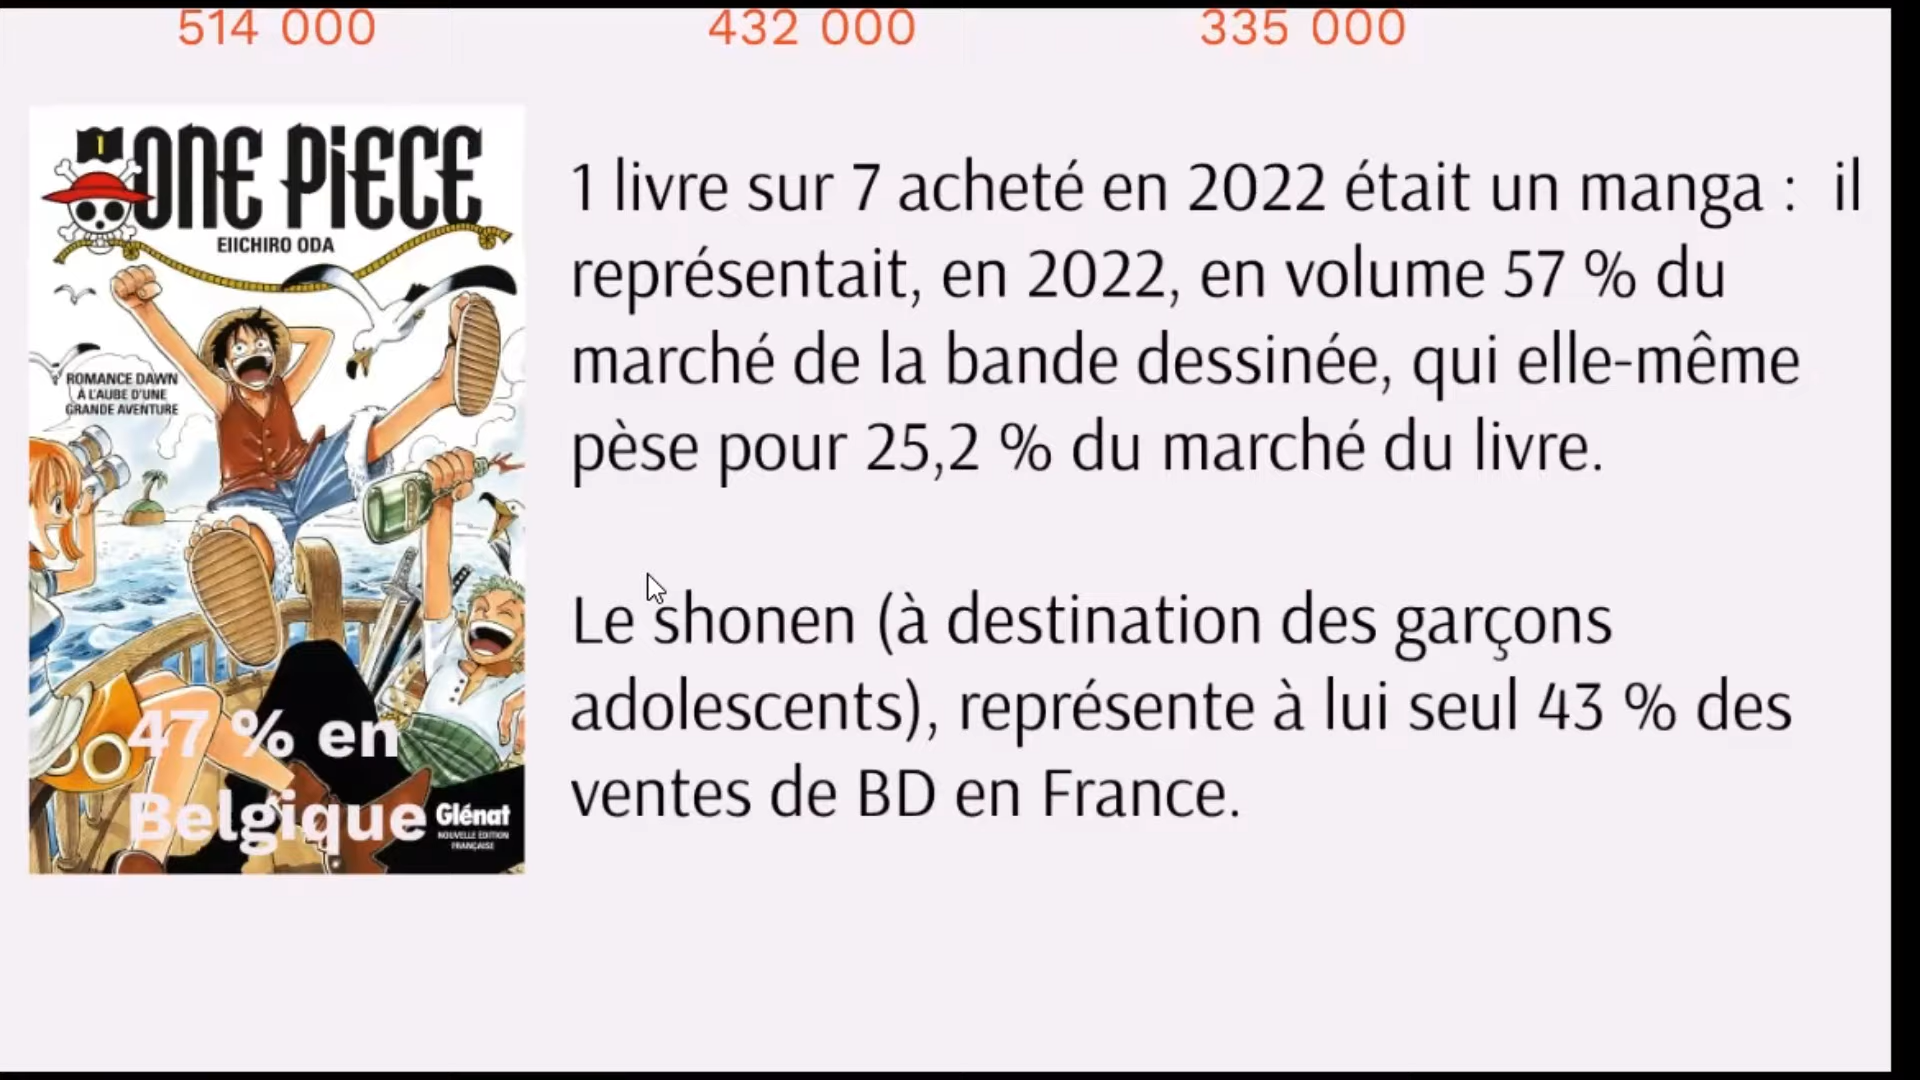 514 000
432 000
335 000
1
ONE PIECE
EIICHIRO ODA
ROMANCE DAWN
À L'AUBE D'UNE
GRANDE AVENTURE
47 % en
Belgique
Glénat
NOUVELLE ÉDITION
FRANÇAISE
1 livre sur 7 acheté en 2022 était un manga : il
représentait, en 2022, en volume 57 % du
marché de la bande dessinée, qui elle-même
pèse pour 25,2 % du marché du livre.
Le shonen (à destination des garçons
adolescents), représente à lui seul 43 % des
ventes de BD en France.